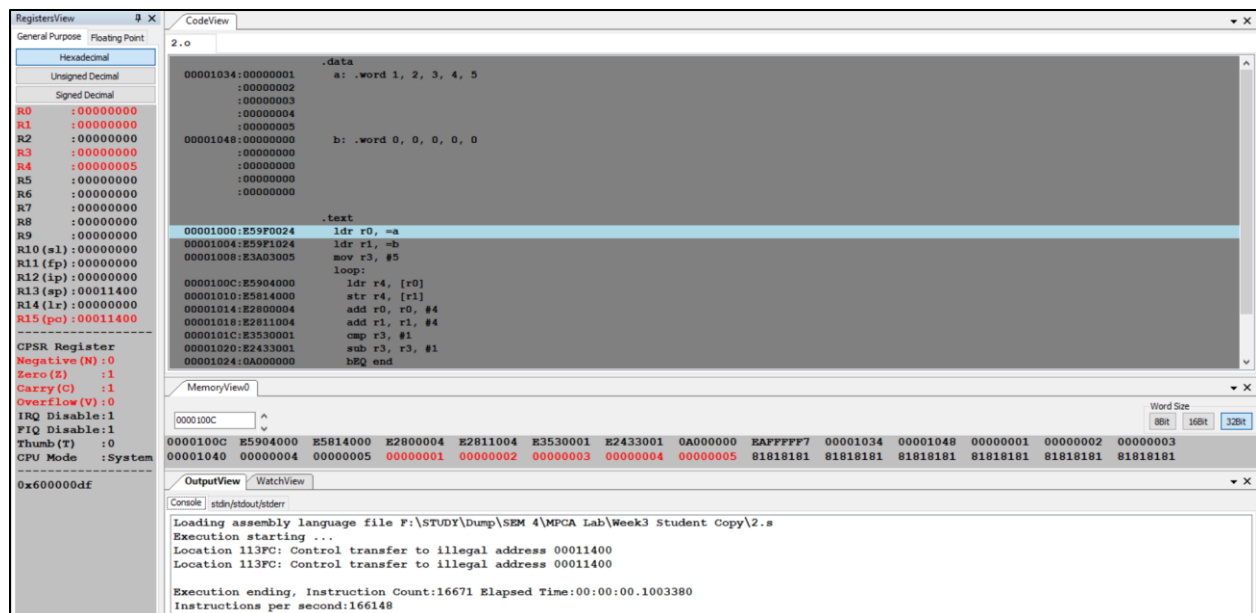 RegistersView
General Purpose Floating Point
Hexadecimal
Unsigned Decimal
Signed Decimal
R0 :00000000
R1 :00000000
R2 :00000000
R3 :00000000
R4 :00000005
R5 :00000000
R6 :00000000
R7 :00000000
R8 :00000000
R9 :00000000
R10(sl):00000000
R11(fp):00000000
R12(ip):00000000
R13(sp):00011400
R14(lr):00000000
R15(pc):00011400
-------------------
CPSR Register
Negative(N):0
Zero(Z) :1
Carry(C) :1
Overflow(V):0
IRQ Disable:1
FIQ Disable:1
Thumb(T) :0
CPU Mode :System
-------------------
0x600000df
CodeView
2.o
.data
00001034:00000001 a: .word 1, 2, 3, 4, 5
:00000002
:00000003
:00000004
:00000005
00001048:00000000 b: .word 0, 0, 0, 0, 0
:00000000
:00000000
:00000000
:00000000
.text
00001000:E59F0024 ldr r0, =a
00001004:E59F1024 ldr r1, =b
00001008:E3A03005 mov r3, #5
loop:
0000100C:E5904000 ldr r4, [r0]
00001010:E5814000 str r4, [r1]
00001014:E2800004 add r0, r0, #4
00001018:E2811004 add r1, r1, #4
0000101C:E3530001 cmp r3, #1
00001020:E2433001 sub r3, r3, #1
00001024:0A000000 bEQ end
MemoryView0
0000100C
Word Size
8Bit 16Bit 32Bit
0000100C E5904000 E5814000 E2800004 E2811004 E3530001 E2433001 0A000000 EAFFFFF7 00001034 00001048 00000001 00000002 00000003
00001040 00000004 00000005 00000001 00000002 00000003 00000004 00000005 81818181 81818181 81818181 81818181 81818181 81818181
OutputView WatchView
Console stdin/stdout/stderr
Loading assembly language file F:\STUDY\Dump\SEM 4\MPCA Lab\Week3 Student Copy\2.s
Execution starting ...
Location 113FC: Control transfer to illegal address 00011400
Location 113FC: Control transfer to illegal address 00011400
Execution ending, Instruction Count:16671 Elapsed Time:00:00:00.1003380
Instructions per second:166148